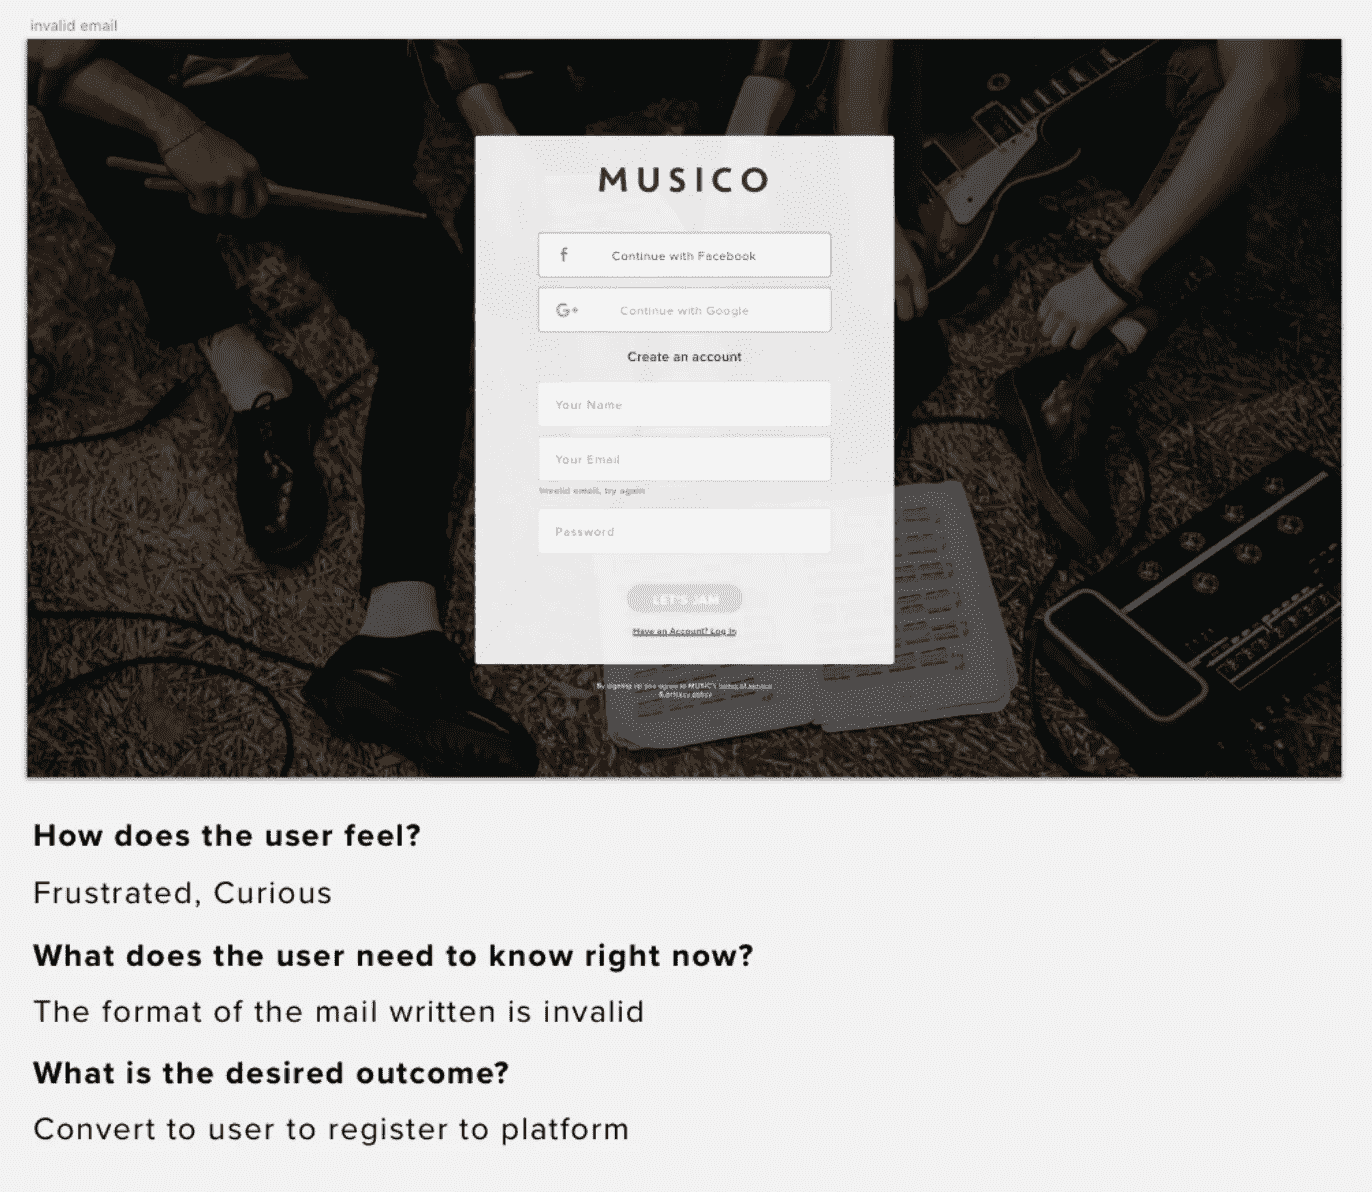 invalid email
MUSICO
f Continue with Facebook
G+ Continue with Google
Create an account
Your Name
Your Email
Invalid email, try again
Password
LET'S JAM
Have an Account? Log In
By signing up you agree to MUSIC's terms of service
& privacy policy
How does the user feel?
Frustrated, Curious
What does the user need to know right now?
The format of the mail written is invalid
What is the desired outcome?
Convert to user to register to platform